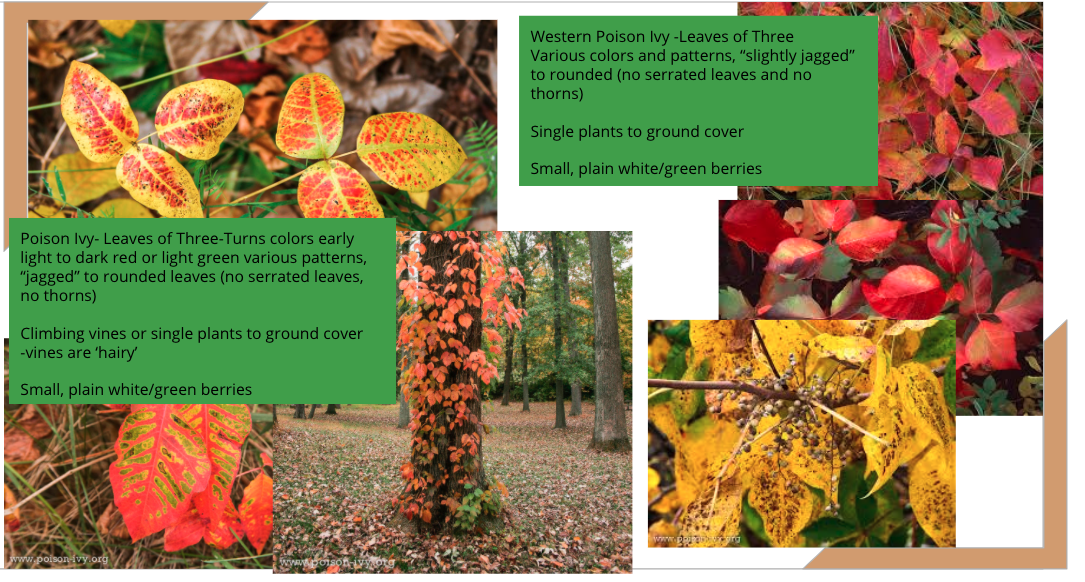 Western Poison Ivy -Leaves of Three
Various colors and patterns, “slightly jagged”
to rounded (no serrated leaves and no
thorns)
Single plants to ground cover
Small, plain white/green berries
Poison Ivy- Leaves of Three-Turns colors early
light to dark red or light green various patterns,
“jagged” to rounded leaves (no serrated leaves,
no thorns)
Climbing vines or single plants to ground cover
-vines are ‘hairy’
Small, plain white/green berries
www.poison-ivy.org
www.poison-ivy.org
www.poison-ivy.org